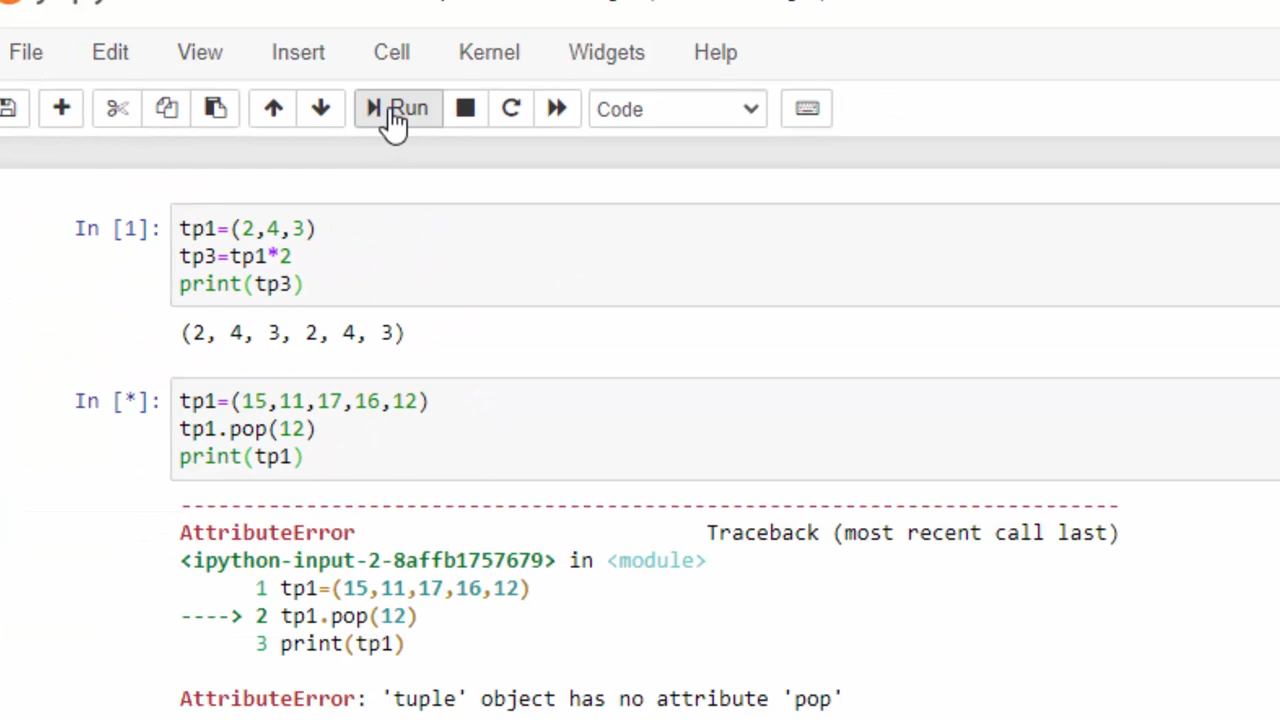 File Edit View Insert Cell Kernel Widgets Help
Run Code
In [1]: tp1=(2,4,3)
tp3=tp1*2
print(tp3)
(2, 4, 3, 2, 4, 3)
In [*]: tp1=(15,11,17,16,12)
tp1.pop(12)
print(tp1)
---------------------------------------------------------------------------
AttributeError Traceback (most recent call last)
<ipython-input-2-8affb1757679> in <module>
1 tp1=(15,11,17,16,12)
----> 2 tp1.pop(12)
3 print(tp1)
AttributeError: 'tuple' object has no attribute 'pop'